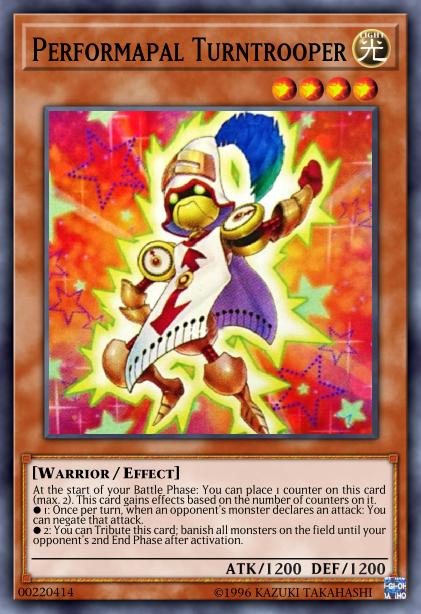 PERFORMAPAL TURNTROOPER
LIGHT
光
[WARRIOR / EFFECT]
At the start of your Battle Phase: You can place 1 counter on this card
(max. 2). This card gains effects based on the number of counters on it.
● 1: Once per turn, when an opponent's monster declares an attack: You
can negate that attack.
● 2: You can Tribute this card; banish all monsters on the field until your
opponent's 2nd End Phase after activation.
ATK/1200 DEF/1200
00220414
©1996 KAZUKI TAKAHASHI